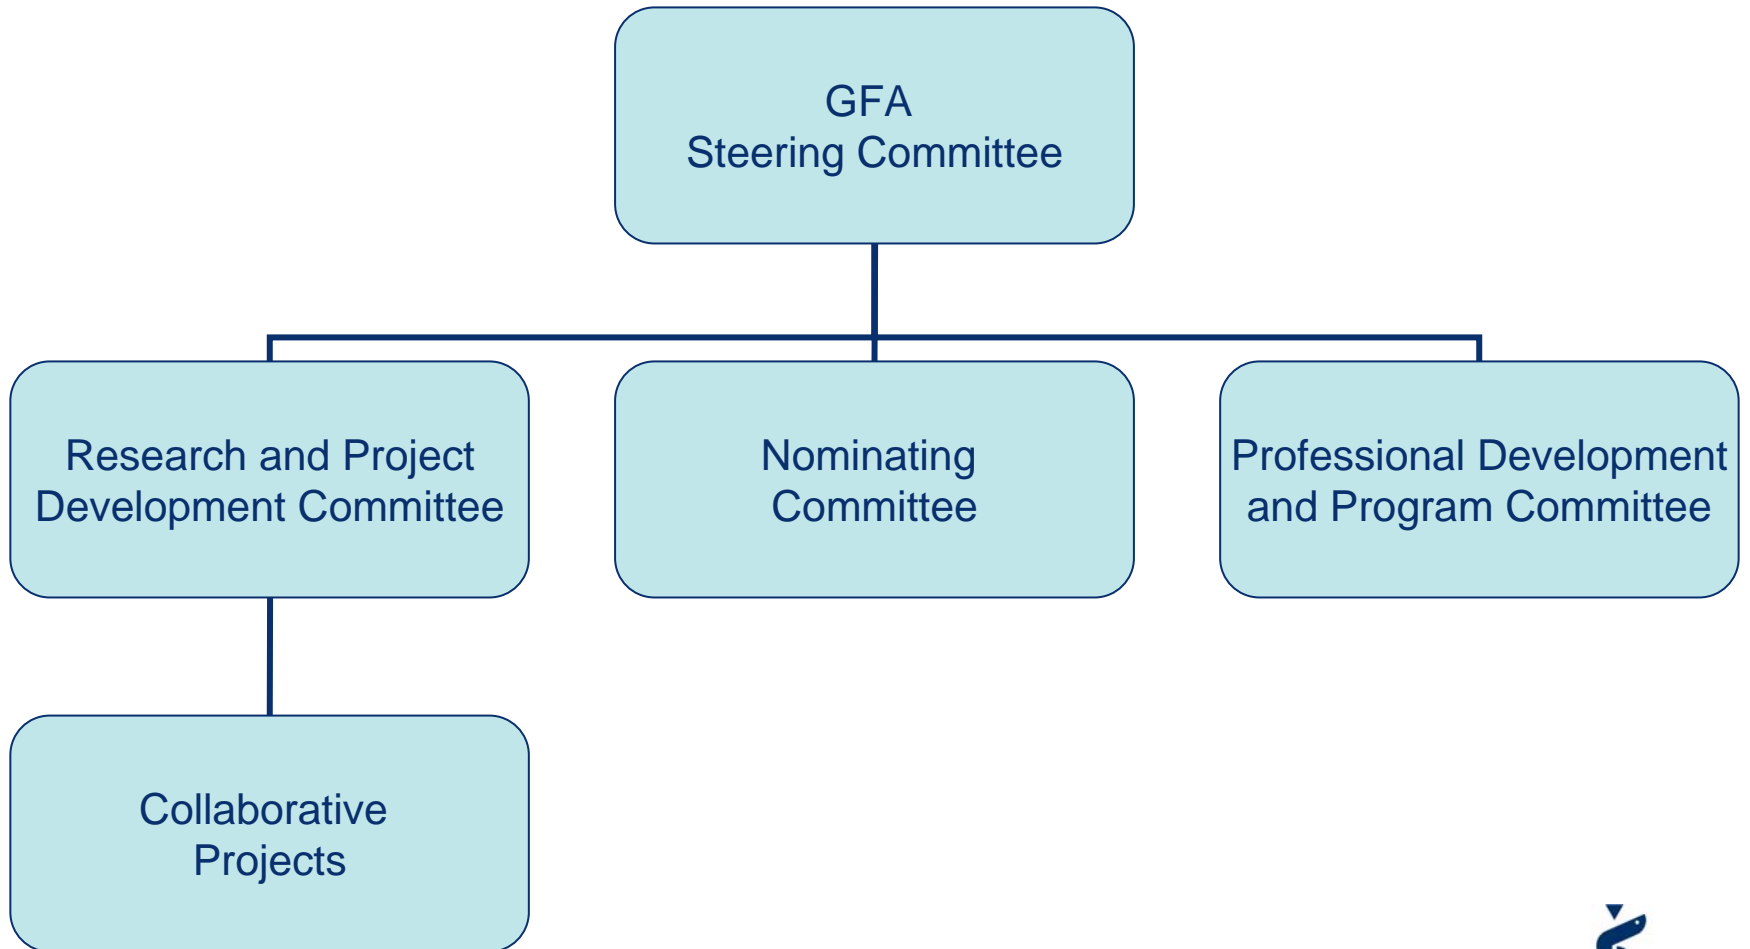 GFA
Steering Committee
Research and Project
Development Committee
Nominating
Committee
Professional Development
and Program Committee
Collaborative
Projects